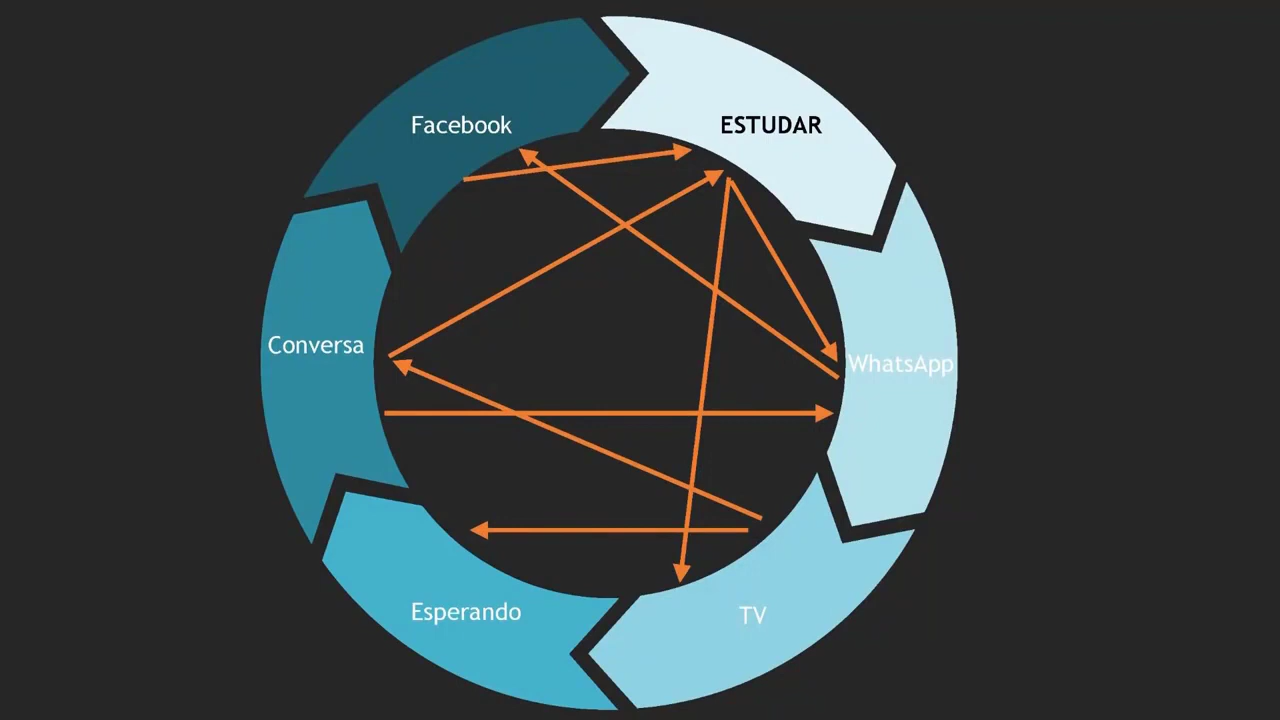 Facebook
ESTUDAR
Conversa
WhatsApp
Esperando
TV